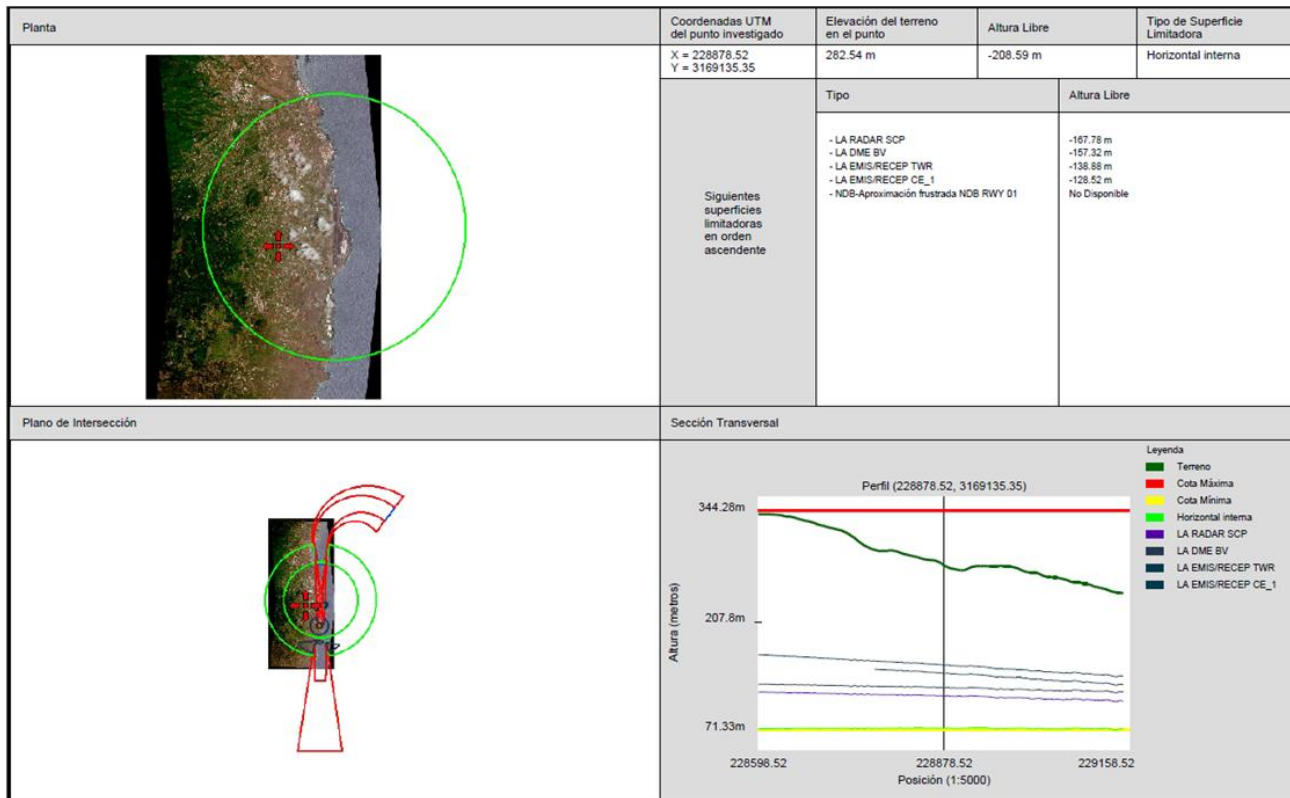 Planta
Coordenadas UTM
del punto investigado
Elevación del terreno
en el punto
Altura Libre
Tipo de Superficie
Limitadora
X = 228878.52
Y = 3169135.35
282.54 m
-208.59 m
Horizontal interna
Siguientes
superficies
limitadoras
en orden
ascendente
Tipo
Altura Libre
- LA RADAR SCP
-167.78 m
- LA DME BV
-157.32 m
- LA EMIS/RECEP TWR
-138.88 m
- LA EMIS/RECEP CE_1
-128.52 m
- NDB-Aproximación frustrada NDB RWY 01
No Disponible
Plano de Intersección
Sección Transversal
Leyenda
Terreno
Cota Máxima
Cota Mínima
Horizontal interna
LA RADAR SCP
LA DME BV
LA EMIS/RECEP TWR
LA EMIS/RECEP CE_1
Perfil (228878.52, 3169135.35)
344.28m
207.8m
71.33m
Altura (metros)
228598.52
228878.52
229158.52
Posición (1:5000)